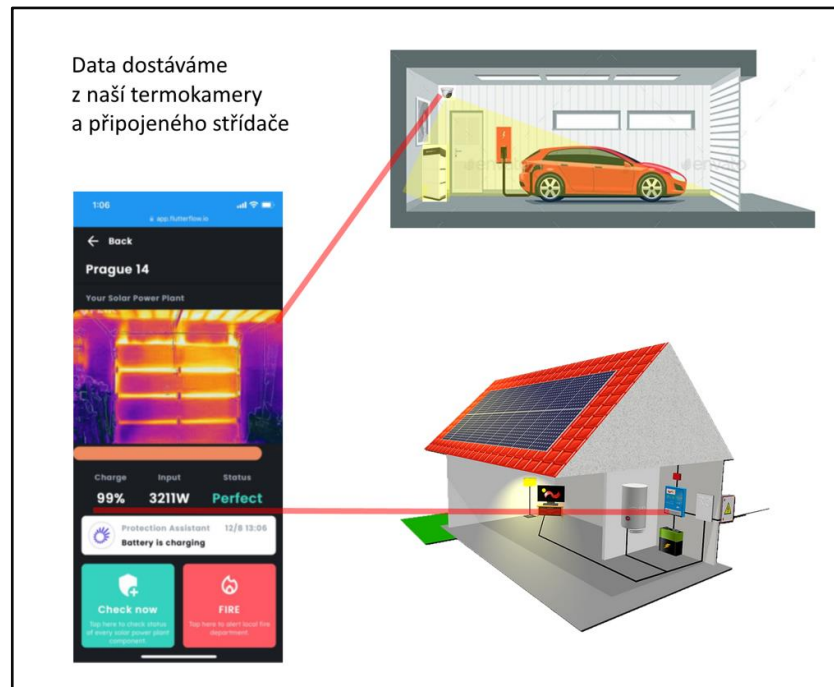 Data dostáváme
z naší termokamery
a připojeného střídače
1:06
app.flutterflow.io
Back
Prague 14
Your Solar Power Plant
Charge Input Status
99% 3211W Perfect
Protection Assistant 12/8 13:06
Battery is charging
Check now
Tap here to check status
of every solar power plant
component
FIRE
Tap here to alert local fire
department